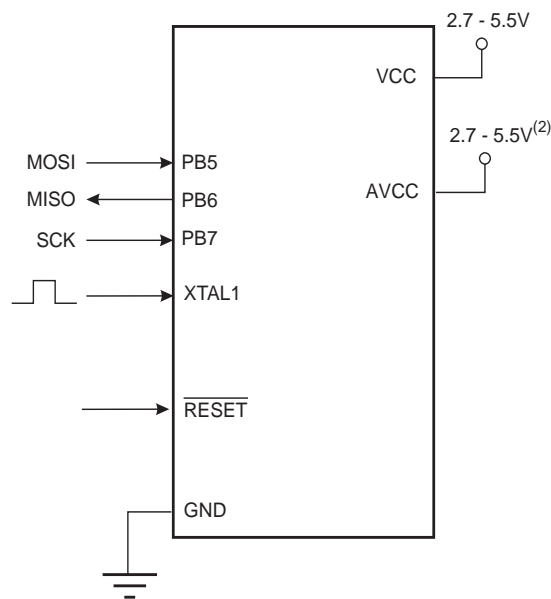 2.7 - 5.5V
VCC
2.7 - 5.5V(2)
AVCC
MOSI PB5
MISO PB6
SCK PB7
XTAL1
RESET
GND